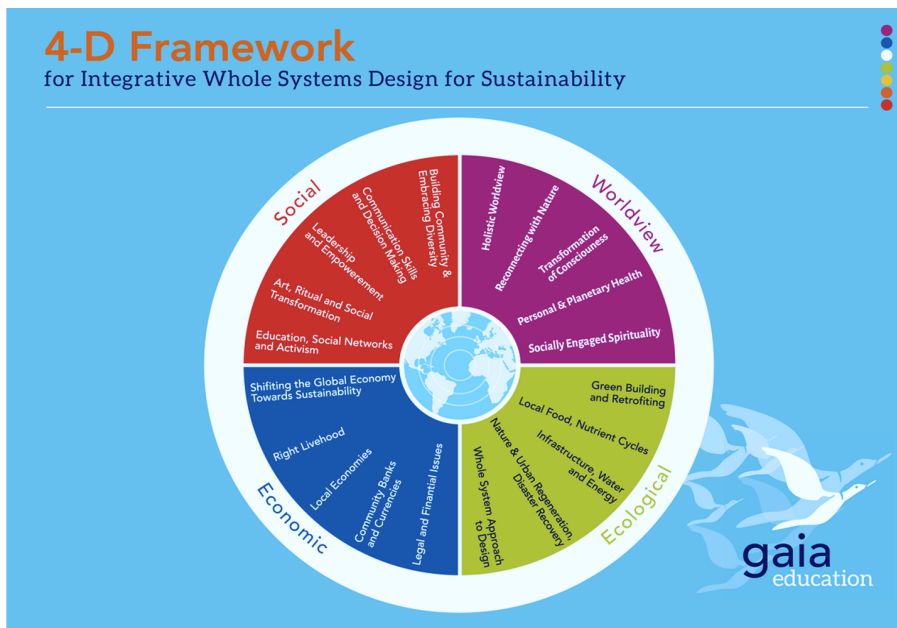 4-D Framework
for Integrative Whole Systems Design for Sustainability
Social
Building Community &
Embracing Diversity
Communication Skills
and Decision Making
Leadership
and Empowerement
Art, Ritual and Social
Transformation
Education, Social Networks
and Activism
Worldview
Holistic Worldview
Reconnecting with Nature
Transformation
of Consciousness
Personal & Planetary Health
Socially Engaged Spirituality
Ecological
Green Building
and Retrofiting
Local Food, Nutrient Cycles
Infrastructure, Water
and Energy
Nature & Urban Regeneration,
Disaster Recovery
Whole System Approach
to Design
Economic
Shifiting the Global Economy
Towards Sustainability
Right Livehood
Local Economies
Community Banks
and Currencies
Legal and Finantial Issues
gaia
education